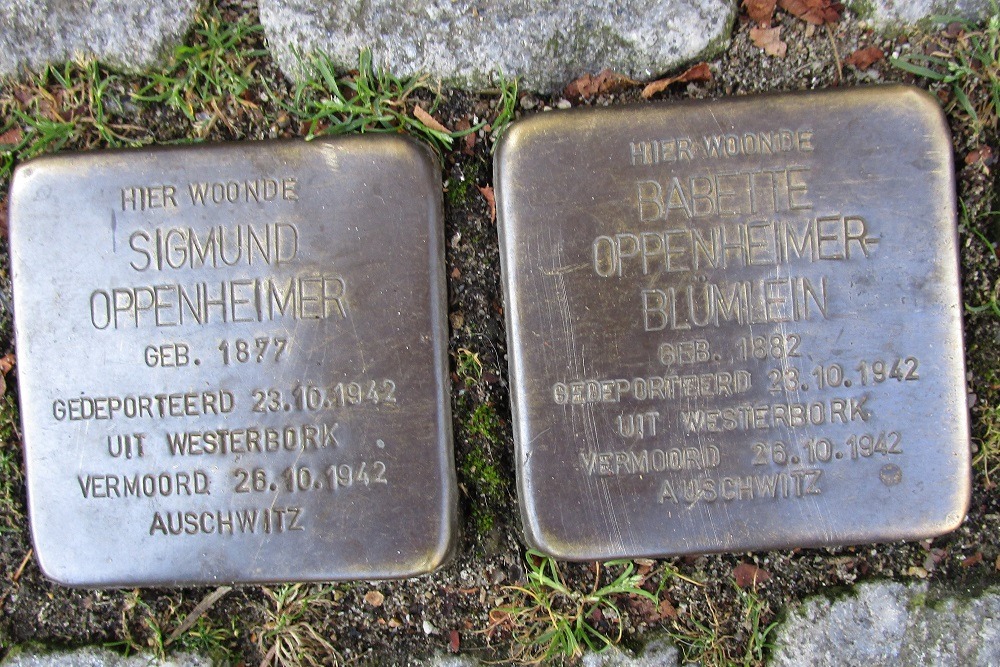 HIER WOONDE
SIGMUND
OPPENHEIMER
GEB. 1877
GEDEPORTEERD 23.10.1942
UIT WESTERBORK
VERMOORD 26.10.1942
AUSCHWITZ
HIER WOONDE
BABETTE
OPPENHEIMER-
BLÜMLEIN
GEB. 1882
GEDEPORTEERD 23.10.1942
UIT WESTERBORK
VERMOORD 26.10.1942
AUSCHWITZ